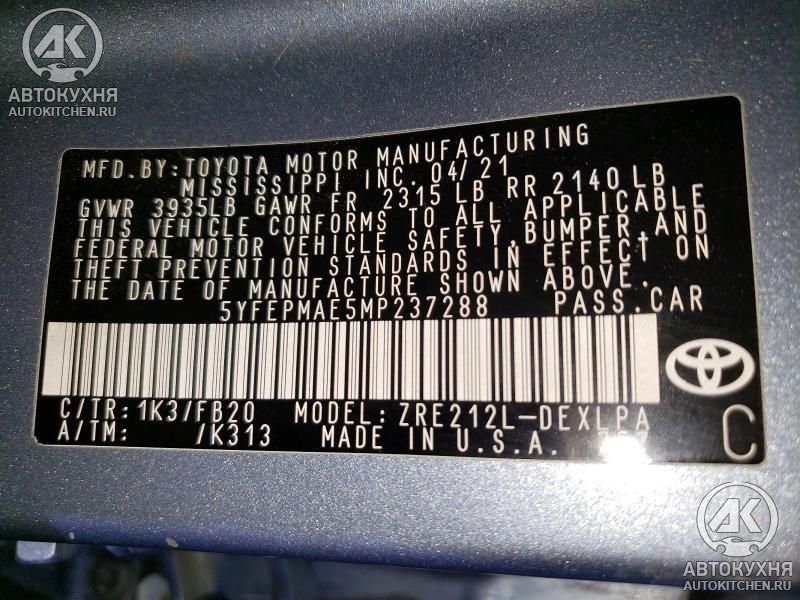 АК
АВТОКУХНЯ
AUTOKITCHEN.RU
MFD. BY: TOYOTA MOTOR MANUFACTURING
MISSISSIPPI INC. 04/21
GVWR 3935LB GAWR FR 2315 LB RR 2140 LB
THIS VEHICLE CONFORMS TO ALL APPLICABLE
FEDERAL MOTOR VEHICLE SAFETY, BUMPER, AND
THEFT PREVENTION STANDARDS IN EFFECT ON
THE DATE OF MANUFACTURE SHOWN ABOVE.
5YFEPMAE5MP237288 PASS. CAR
C/TR: 1K3/FB20 MODEL: ZRE212L-DEXLPA
A/TM: /K313 MADE IN U.S.A.
C
АК
АВТОКУХНЯ
AUTOKITCHEN.RU